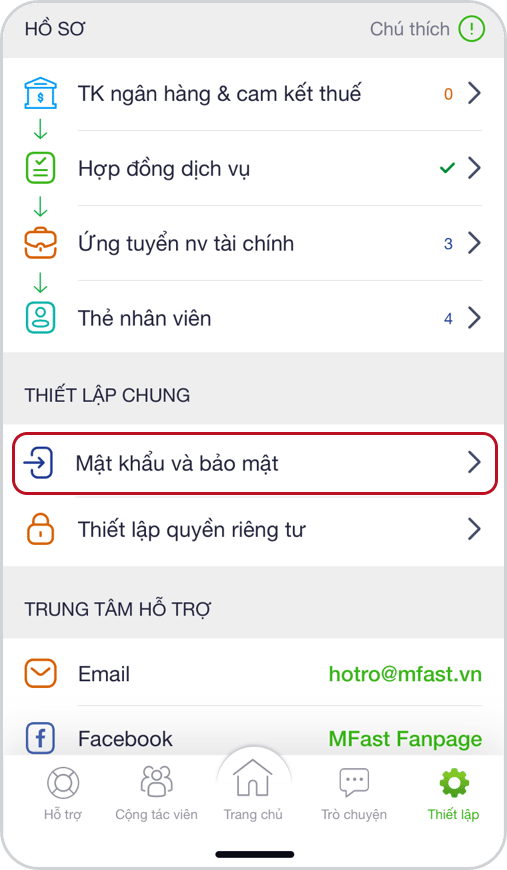 HỒ SƠ
Chú thích
TK ngân hàng & cam kết thuế
0
Hợp đồng dịch vụ
Ứng tuyển nv tài chính
3
Thẻ nhân viên
4
THIẾT LẬP CHUNG
Mật khẩu và bảo mật
Thiết lập quyền riêng tư
TRUNG TÂM HỖ TRỢ
Email
hotro@mfast.vn
Facebook
MFast Fanpage
Hỗ trợ
Cộng tác viên
Trang chủ
Trò chuyện
Thiết lập